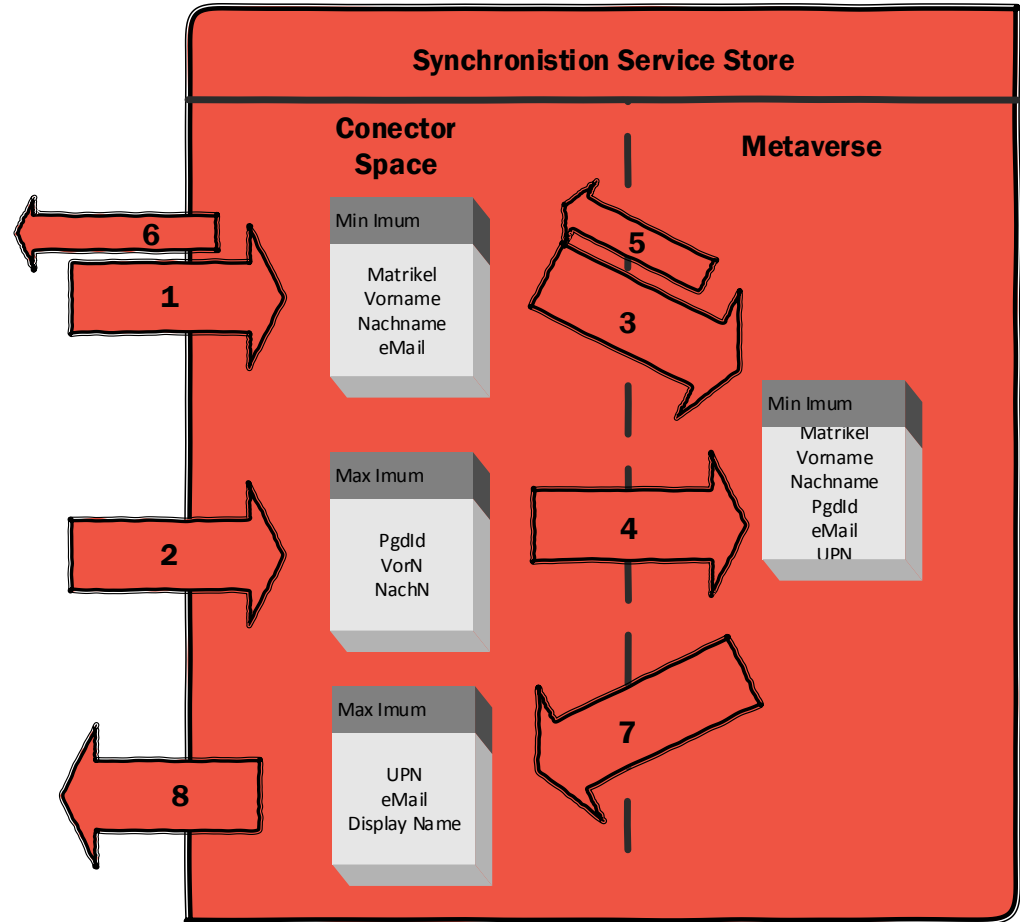 Synchronistion Service Store
Conector
Space
Metaverse
6
1
Min Imum
Matrikel
Vorname
Nachname
eMail
5
3
Min Imum
Matrikel
Vorname
Nachname
PgdId
eMail
UPN
2
Max Imum
PgdId
VorN
NachN
4
8
Max Imum
UPN
eMail
Display Name
7